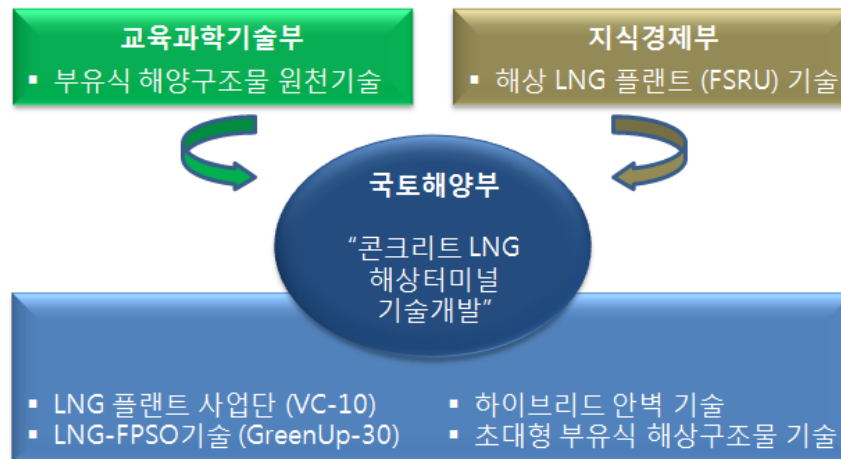 교육과학기술부
▪ 부유식 해양구조물 원천기술
지식경제부
▪ 해상 LNG 플랜트 (FSRU) 기술
국토해양부
“콘크리트 LNG
해상터미널
기술개발”
▪ LNG 플랜트 사업단 (VC-10)
▪ LNG-FPSO기술 (GreenUp-30)
▪ 하이브리드 안벽 기술
▪ 초대형 부유식 해상구조물 기술